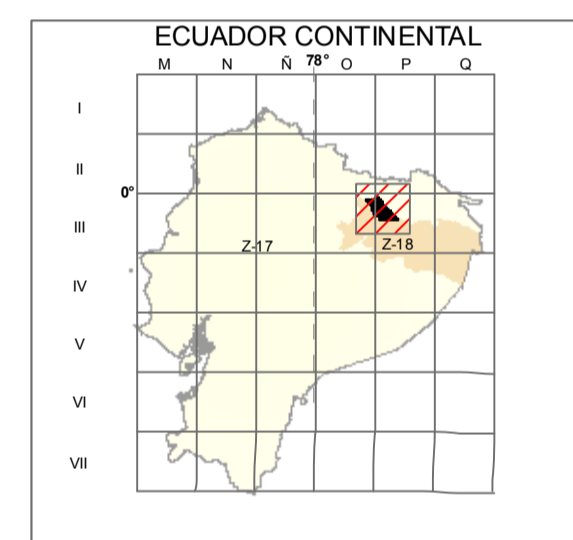 ECUADOR CONTINENTAL
M N Ñ 78° O P Q
I
II
0°
III
Z-17 Z-18
IV
V
VI
VII